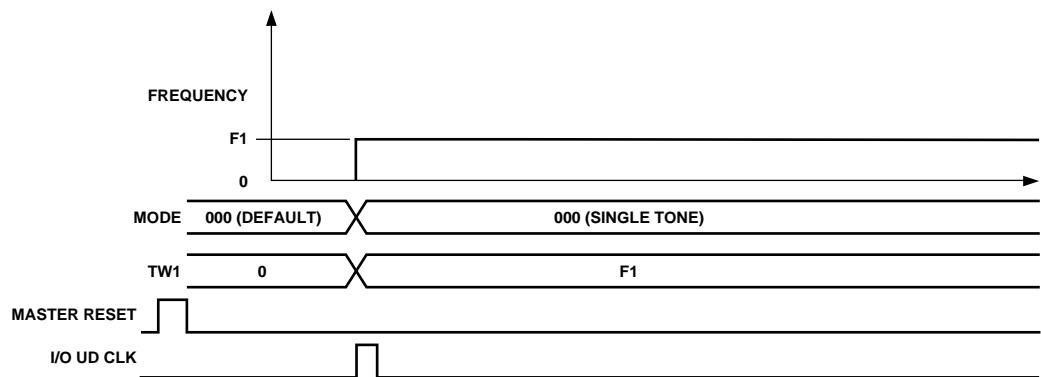 FREQUENCY
F1
0
MODE 000 (DEFAULT) 000 (SINGLE TONE)
TW1 0 F1
MASTER RESET
I/O UD CLK